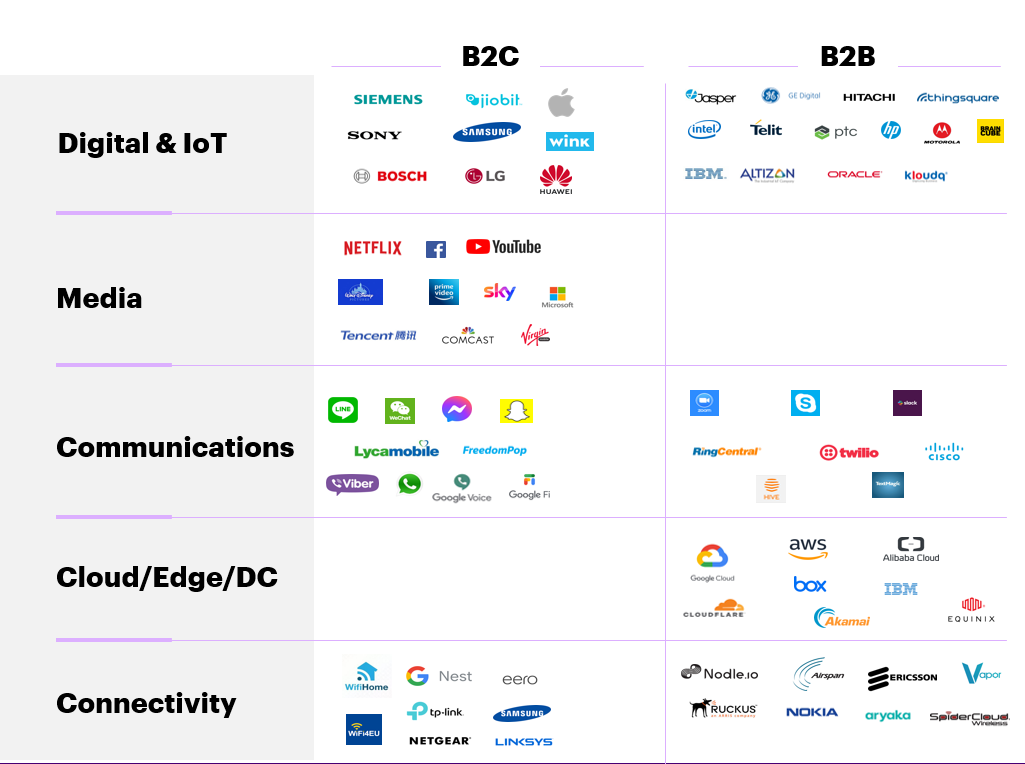 B2C B2B
Digital & IoT
SIEMENS jiobit
SONY SAMSUNG wink
BOSCH LG HUAWEI
Jasper GE Digital HITACHI thingsquare
intel Telit ptc hp MOTOROLA BRAIN CUBE
IBM ALTIZON ORACLE kloudq
Media
NETFLIX f YouTube
WALT DISNEY PICTURES prime video sky Microsoft
Tencent 腾讯 COMCAST Virgin
Communications
LINE WeChat
Lycamobile FreedomPop
Viber Google Voice Google Fi
zoom S slack
RingCentral twilio CISCO
HIVE TextMagic
Cloud/Edge/DC
Google Cloud aws Alibaba Cloud
box IBM
CLOUDFLARE Akamai EQUINIX
Connectivity
WifiHome G Nest eero
WiFi4EU tp-link SAMSUNG
NETGEAR LINKSYS
Nodle.io Airspan ERICSSON Vapor
RUCKUS an ARRIS company NOKIA aryaka SpiderCloud Wireless